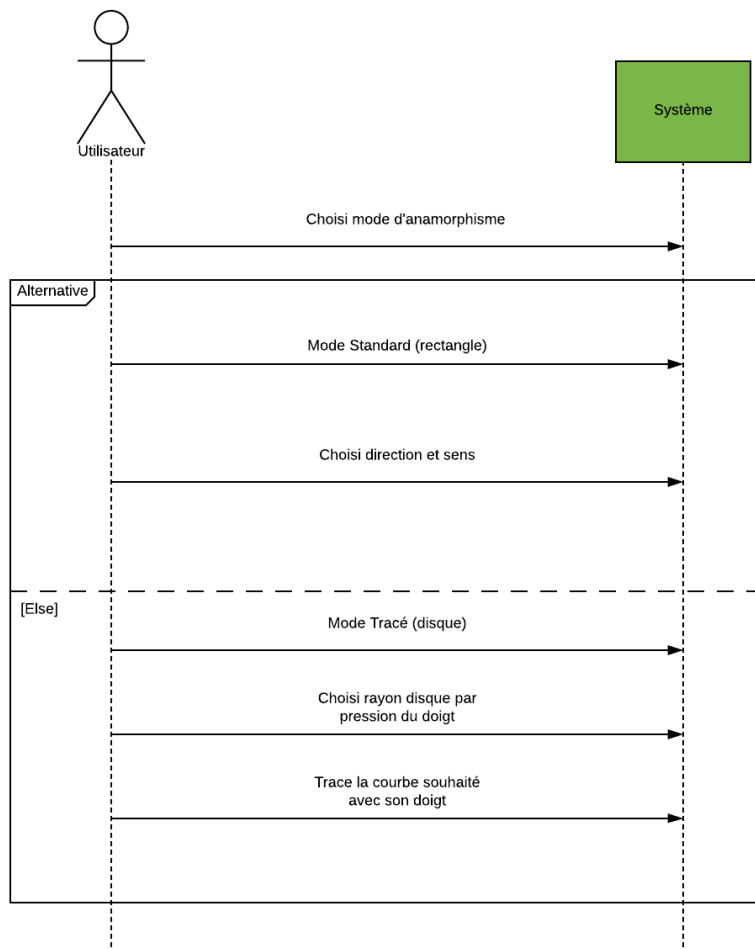 Utilisateur
Système
Choisi mode d'anamorphisme
Alternative
Mode Standard (rectangle)
Choisi direction et sens
[Else]
Mode Tracé (disque)
Choisi rayon disque par
pression du doigt
Trace la courbe souhaité
avec son doigt